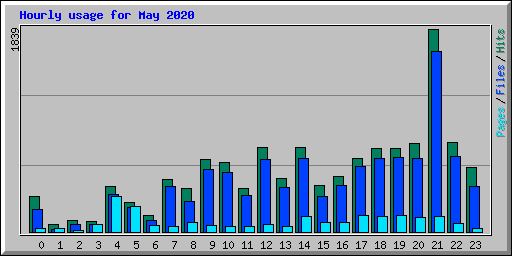 Hourly usage for May 2020
1839
Pages/Files/Hits
0 1 2 3 4 5 6 7 8 9 10 11 12 13 14 15 16 17 18 19 20 21 22 23